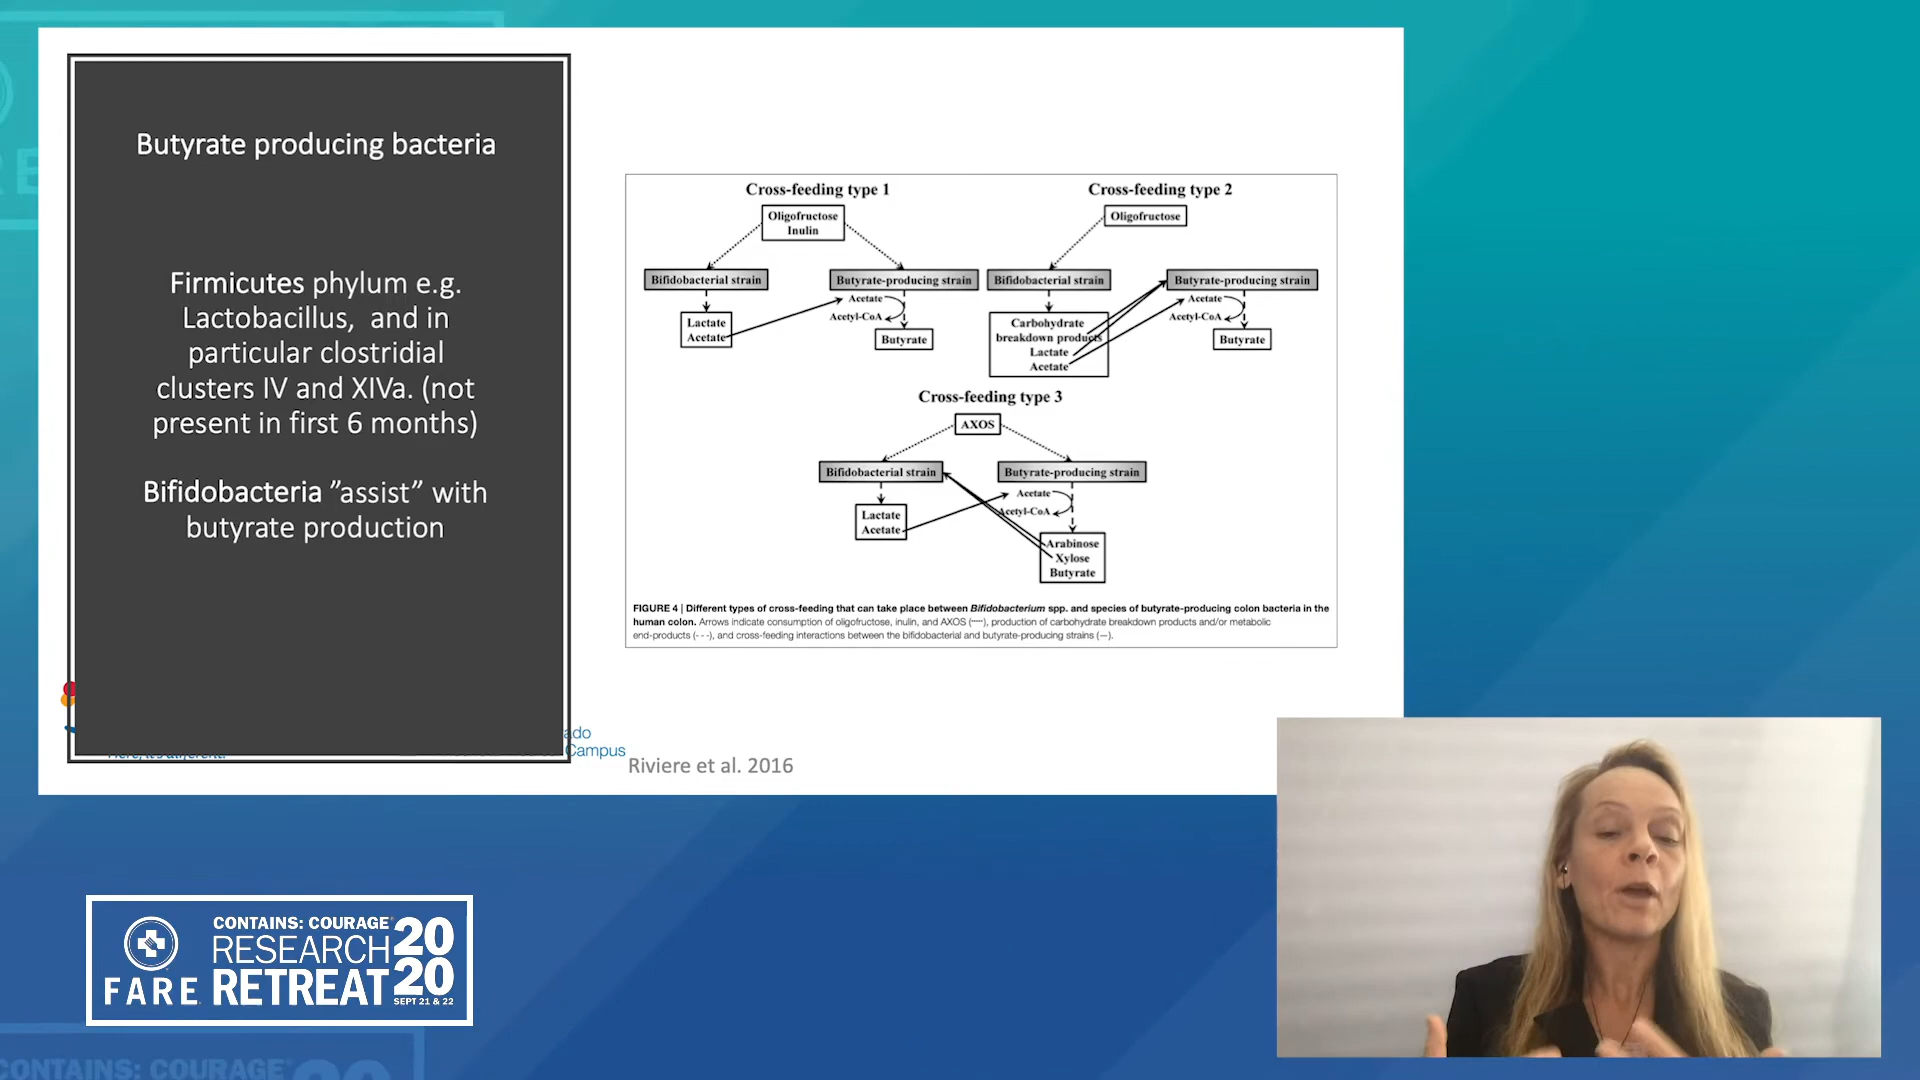 Butyrate producing bacteria
Firmicutes phylum e.g.
Lactobacillus, and in
particular clostridial
clusters IV and XIVa. (not
present in first 6 months)
Bifidobacteria ”assist” with
butyrate production
Cross-feeding type 1
Oligofructose
Inulin
Bifidobacterial strain
Butyrate-producing strain
Lactate
Acetate
Acetate
Acetyl-CoA
Butyrate
Cross-feeding type 2
Oligofructose
Bifidobacterial strain
Butyrate-producing strain
Carbohydrate
breakdown products
Lactate
Acetate
Acetate
Acetyl-CoA
Butyrate
Cross-feeding type 3
AXOS
Bifidobacterial strain
Butyrate-producing strain
Lactate
Acetate
Acetate
Acetyl-CoA
Arabinose
Xylose
Butyrate
FIGURE 4 | Different types of cross-feeding that can take place between Bifidobacterium spp. and species of butyrate-producing colon bacteria in the
human colon. Arrows indicate consumption of oligofructose, inulin, and AXOS (·····), production of carbohydrate breakdown products and/or metabolic
end-products (- - -), and cross-feeding interactions between the bifidobacterial and butyrate-producing strains (—).
ado
Campus
Riviere et al. 2016
FARE
CONTAINS: COURAGE®
RESEARCH
RETREAT
2020
SEPT 21 & 22
CONTAINS: COURAGE